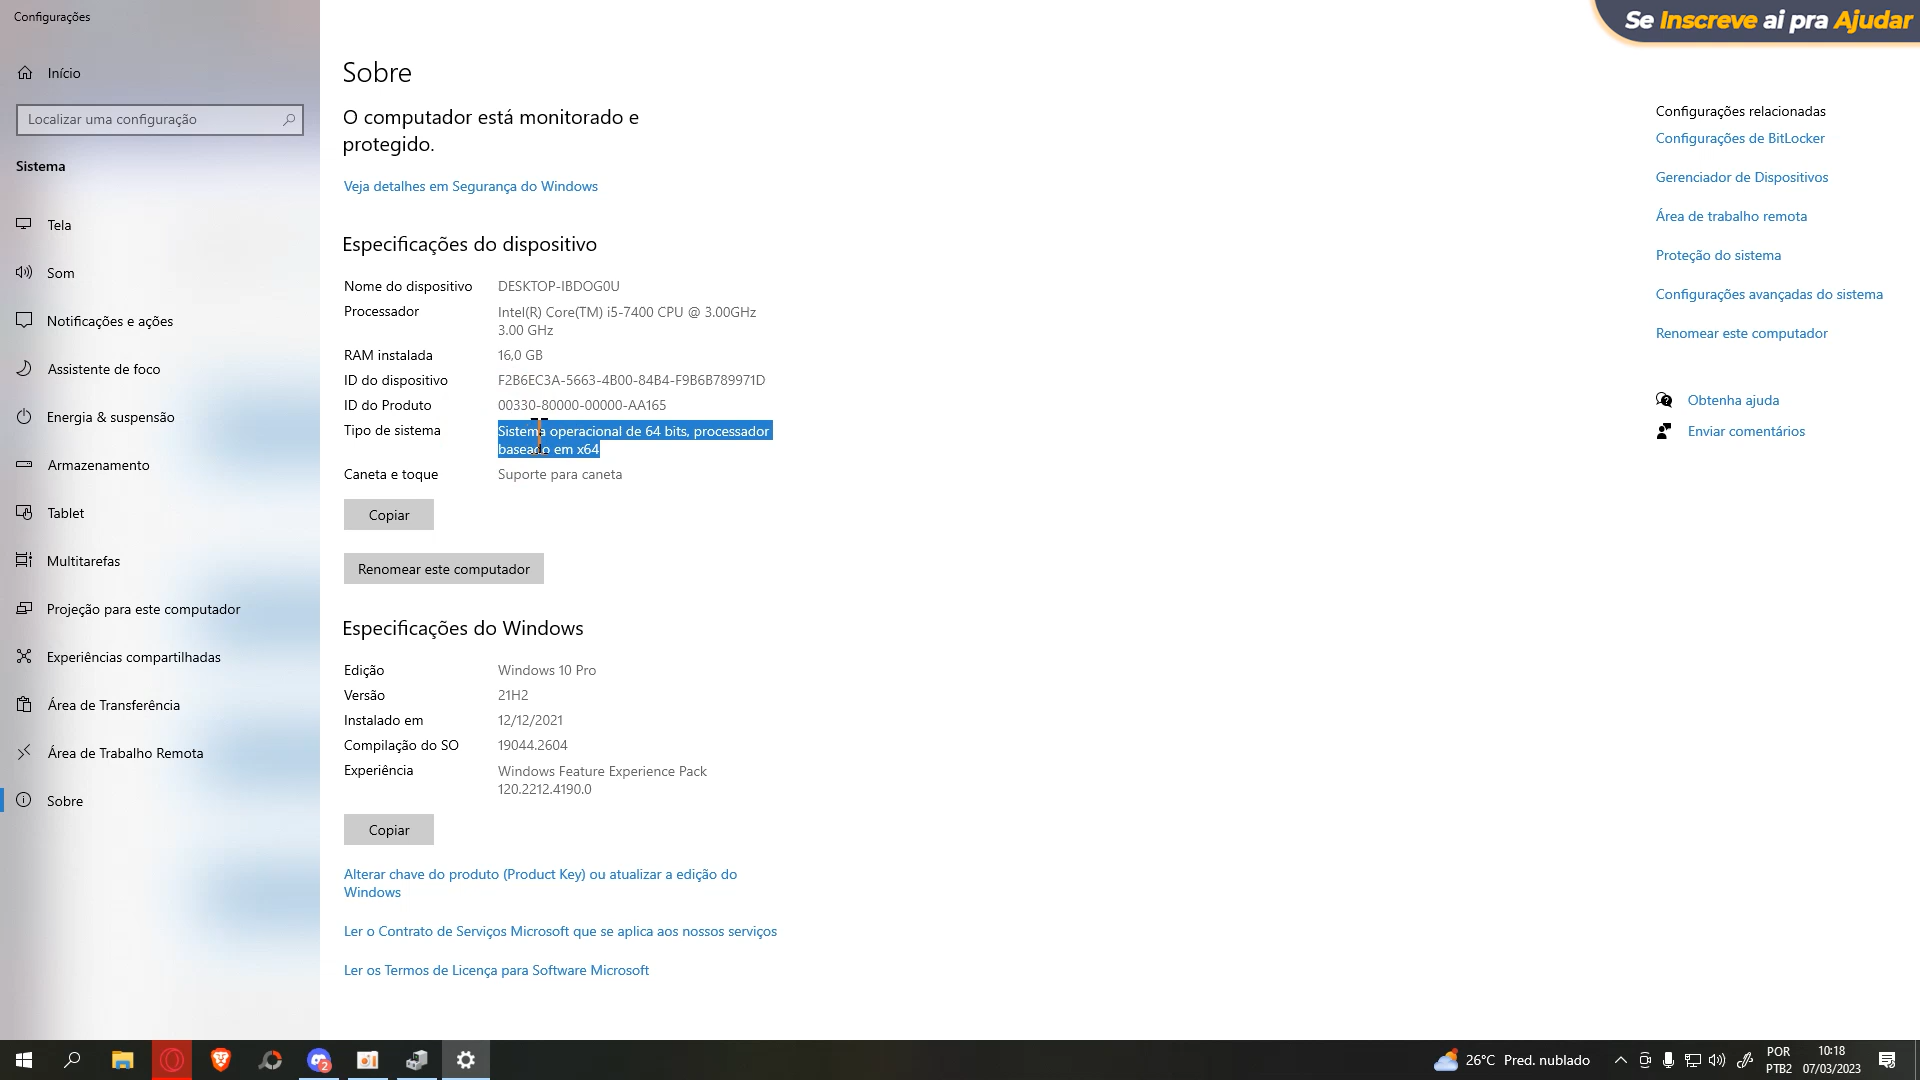 Configurações
Se Inscreve ai pra Ajudar
Início
Localizar uma configuração
Sistema
Tela
Som
Notificações e ações
Assistente de foco
Energia & suspensão
Armazenamento
Tablet
Multitarefas
Projeção para este computador
Experiências compartilhadas
Área de Transferência
Área de Trabalho Remota
Sobre
Sobre
O computador está monitorado e
protegido.
Veja detalhes em Segurança do Windows
Especificações do dispositivo
Nome do dispositivo DESKTOP-IBDOG0U
Processador Intel(R) Core(TM) i5-7400 CPU @ 3.00GHz
3.00 GHz
RAM instalada 16,0 GB
ID do dispositivo F2B6EC3A-5663-4B00-84B4-F9B6B789971D
ID do Produto 00330-80000-00000-AA165
Tipo de sistema Sistema operacional de 64 bits, processador
baseado em x64
Caneta e toque Suporte para caneta
Copiar
Renomear este computador
Especificações do Windows
Edição Windows 10 Pro
Versão 21H2
Instalado em 12/12/2021
Compilação do SO 19044.2604
Experiência Windows Feature Experience Pack
120.2212.4190.0
Copiar
Alterar chave do produto (Product Key) ou atualizar a edição do
Windows
Ler o Contrato de Serviços Microsoft que se aplica aos nossos serviços
Ler os Termos de Licença para Software Microsoft
Configurações relacionadas
Configurações de BitLocker
Gerenciador de Dispositivos
Área de trabalho remota
Proteção do sistema
Configurações avançadas do sistema
Renomear este computador
Obtenha ajuda
Enviar comentários
2
26°C Pred. nublado
POR
PTB2
10:18
07/03/2023